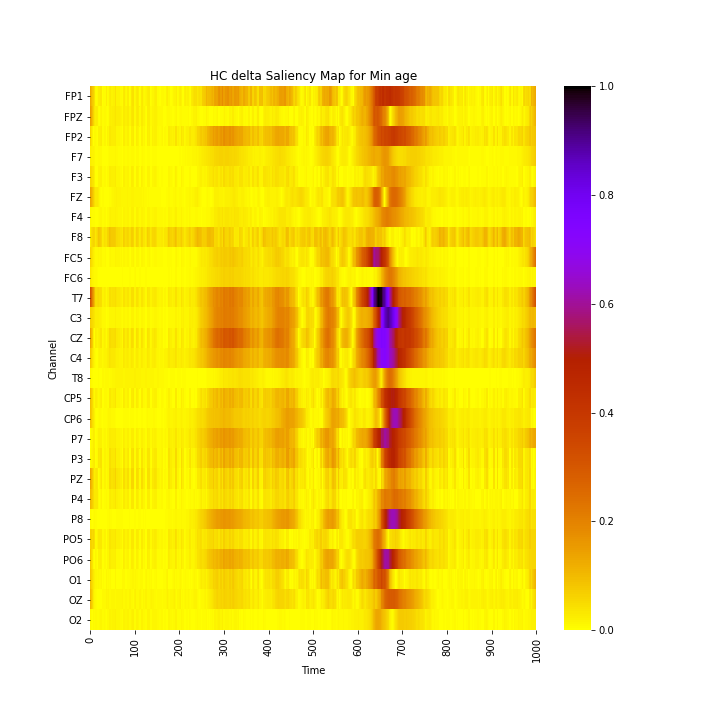 HC delta Saliency Map for Min age
Channel
FP1
FPZ
FP2
F7
F3
FZ
F4
F8
FC5
FC6
T7
C3
CZ
C4
T8
CP5
CP6
P7
P3
PZ
P4
P8
PO5
PO6
O1
OZ
O2
0
100
200
300
400
500
600
700
800
900
1000
Time
1.0
0.8
0.6
0.4
0.2
0.0